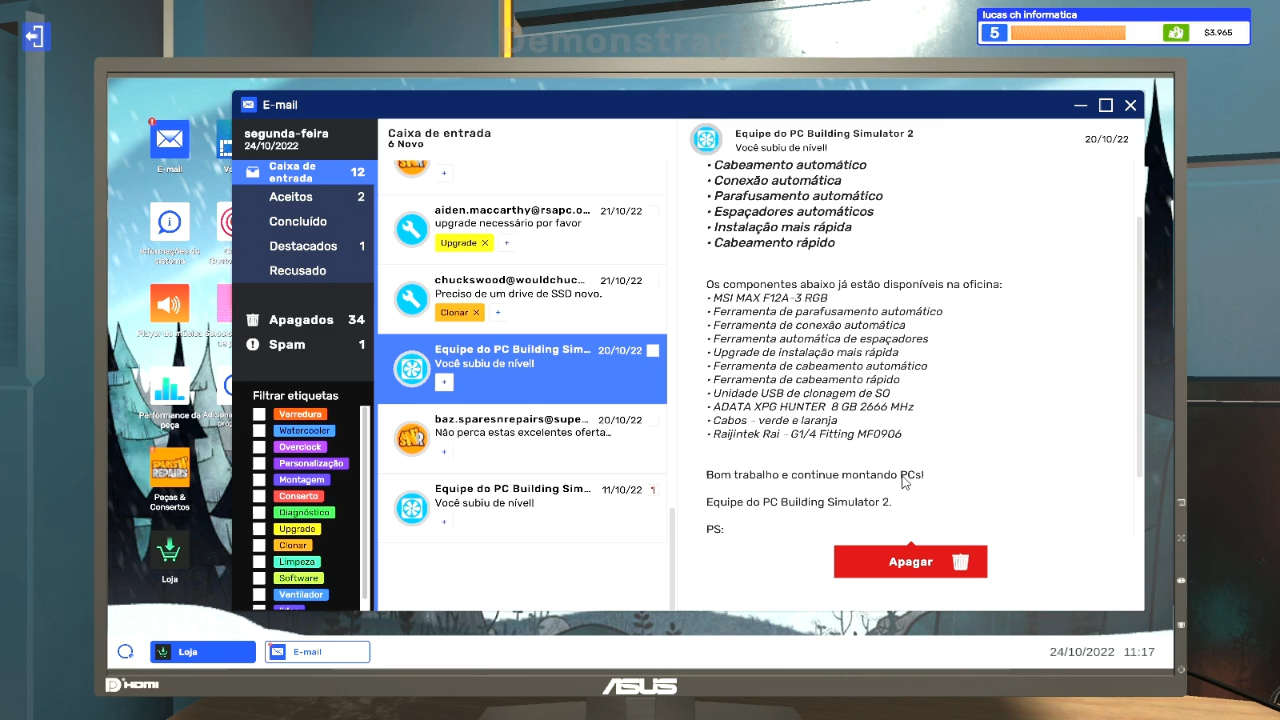 lucas ch informatica
5
$3.965
Demonstra
E-mail
segunda-feira
24/10/2022
Caixa de entrada 12
Aceitos 2
Concluído
Destacados 1
Recusado
Apagados 34
Spam 1
Filtrar etiquetas
Varredura
Watercooler
Overclock
Personalização
Montagem
Conserto
Diagnóstico
Upgrade
Clonar
Limpeza
Software
Ventilador
Caixa de entrada
6 Novo
+
aiden.maccarthy@rsapc.o... 21/10/22
upgrade necessário por favor
Upgrade × +
chuckswood@wouldchuc... 21/10/22
Preciso de um drive de SSD novo.
Clonar × +
Equipe do PC Building Sim... 20/10/22
Você subiu de nível!
+
baz.sparesnrepairs@supe... 20/10/22
Não perca estas excelentes oferta...
+
Equipe do PC Building Sim... 11/10/22
Você subiu de nível!
+
Equipe do PC Building Simulator 2
Você subiu de nível!
20/10/22
• Cabeamento automático
• Conexão automática
• Parafusamento automático
• Espaçadores automáticos
• Instalação mais rápida
• Cabeamento rápido
Os componentes abaixo já estão disponíveis na oficina:
• MSI MAX F12A-3 RGB
• Ferramenta de parafusamento automático
• Ferramenta de conexão automática
• Ferramenta automática de espaçadores
• Upgrade de instalação mais rápida
• Ferramenta de cabeamento automático
• Ferramenta de cabeamento rápido
• Unidade USB de clonagem de SO
• ADATA XPG HUNTER 8 GB 2666 MHz
• Cabos - verde e laranja
• Raijintek Rai - G1/4 Fitting MF0906
Bom trabalho e continue montando PCs!
Equipe do PC Building Simulator 2.
PS:
Apagar
E-mail
Informações do sistema
Player de música
Performance da peça
SPARES N REPAIRS
Peças & Consertos
Loja
Loja
E-mail
24/10/2022 11:17
HDMI
ASUS